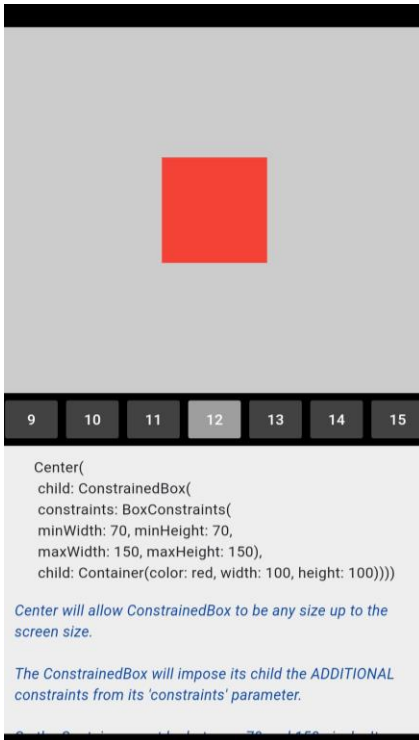 9 10 11 12 13 14 15
Center(
child: ConstrainedBox(
constraints: BoxConstraints(
minWidth: 70, minHeight: 70,
maxWidth: 150, maxHeight: 150),
child: Container(color: red, width: 100, height: 100))))
Center will allow ConstrainedBox to be any size up to the
screen size.
The ConstrainedBox will impose its child the ADDITIONAL
constraints from its 'constraints' parameter.